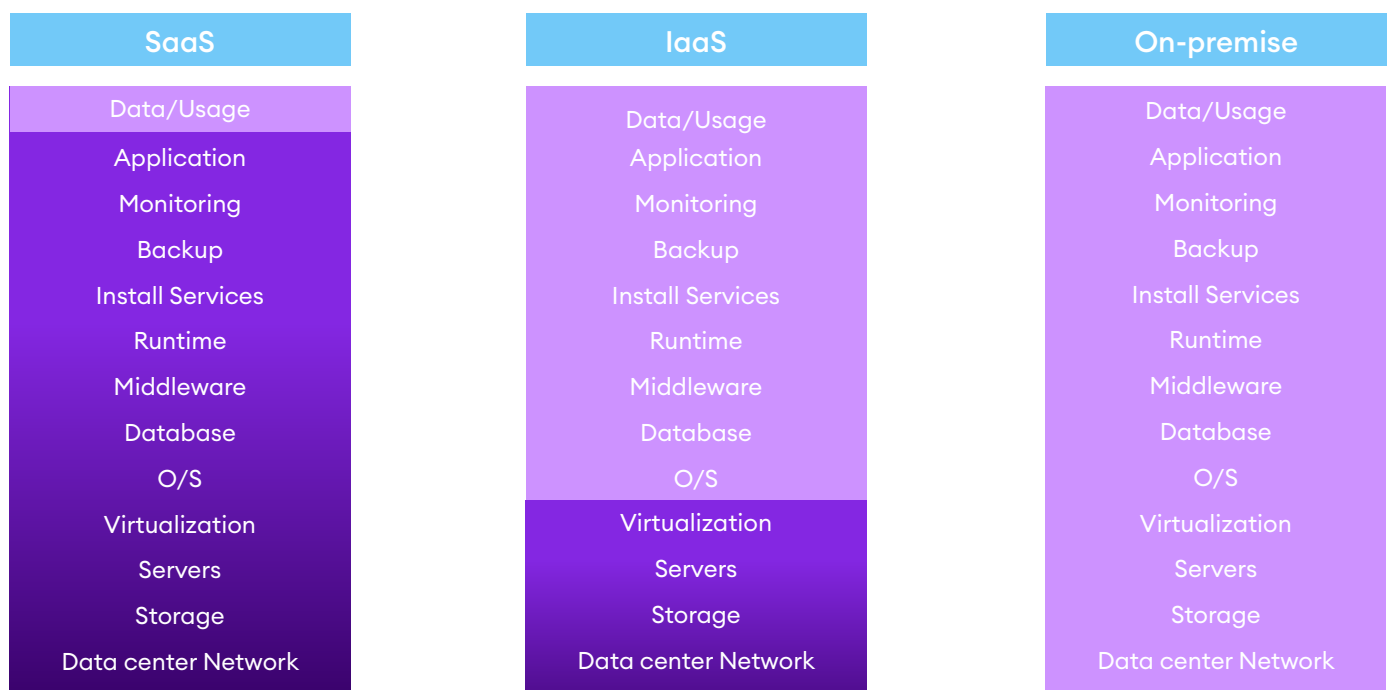 SaaS
Data/Usage
Application
Monitoring
Backup
Install Services
Runtime
Middleware
Database
O/S
Virtualization
Servers
Storage
Data center Network
IaaS
Data/Usage
Application
Monitoring
Backup
Install Services
Runtime
Middleware
Database
O/S
Virtualization
Servers
Storage
Data center Network
On-premise
Data/Usage
Application
Monitoring
Backup
Install Services
Runtime
Middleware
Database
O/S
Virtualization
Servers
Storage
Data center Network